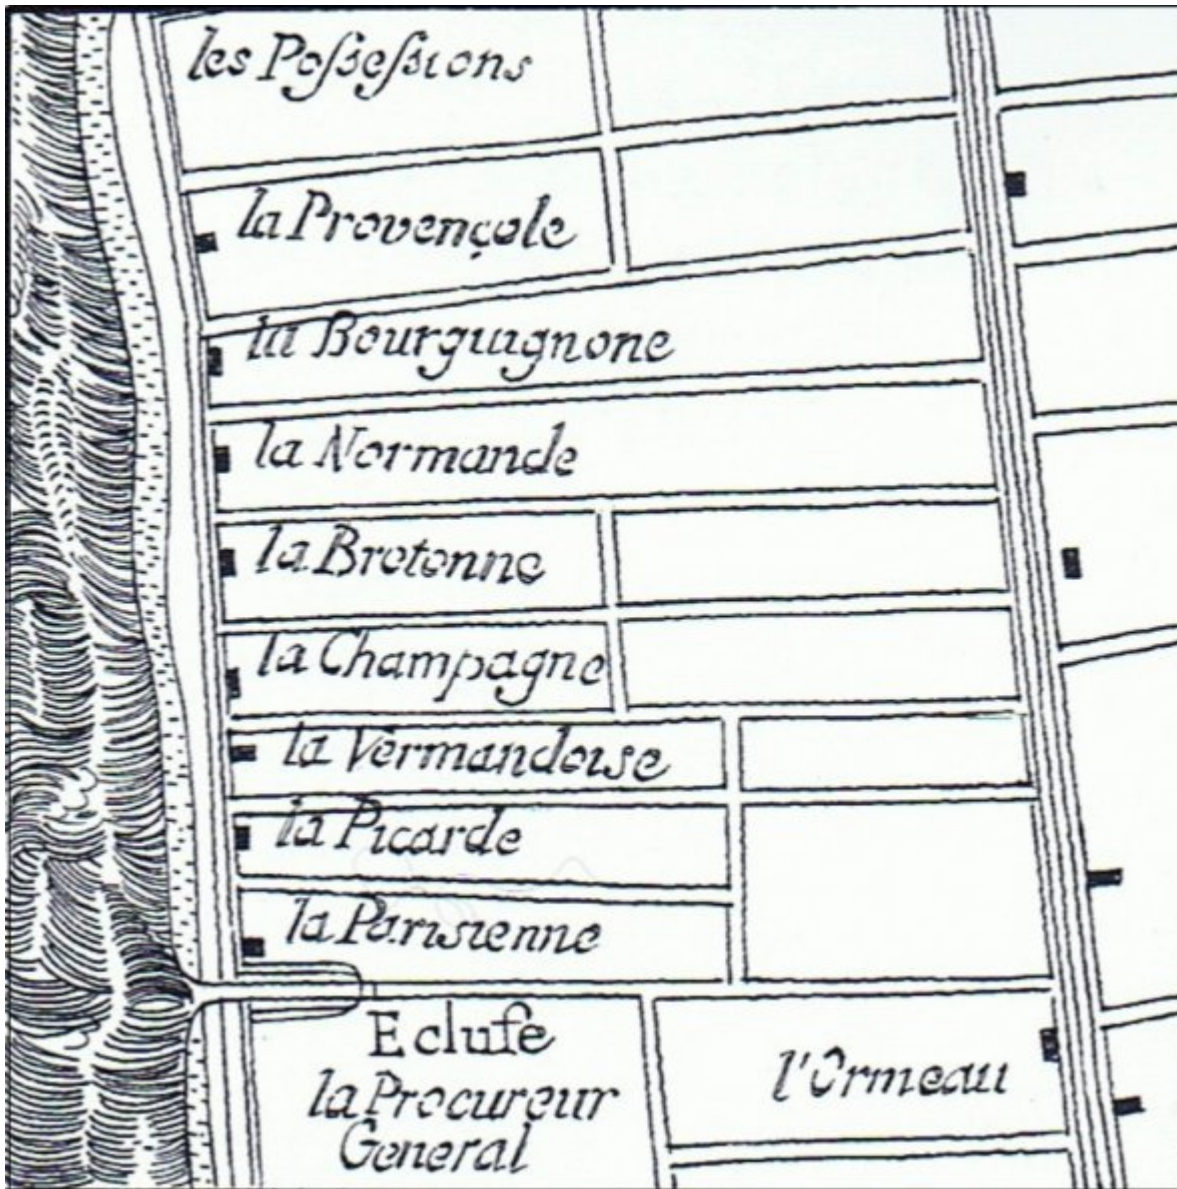 les Poſseſsions
la Provençale
la Bourguignone
la Normande
la Bretonne
la Champagne
la Vermandoise
la Picarde
la Parisienne
Ecluſe
la Procureur
General
l'Ormeau